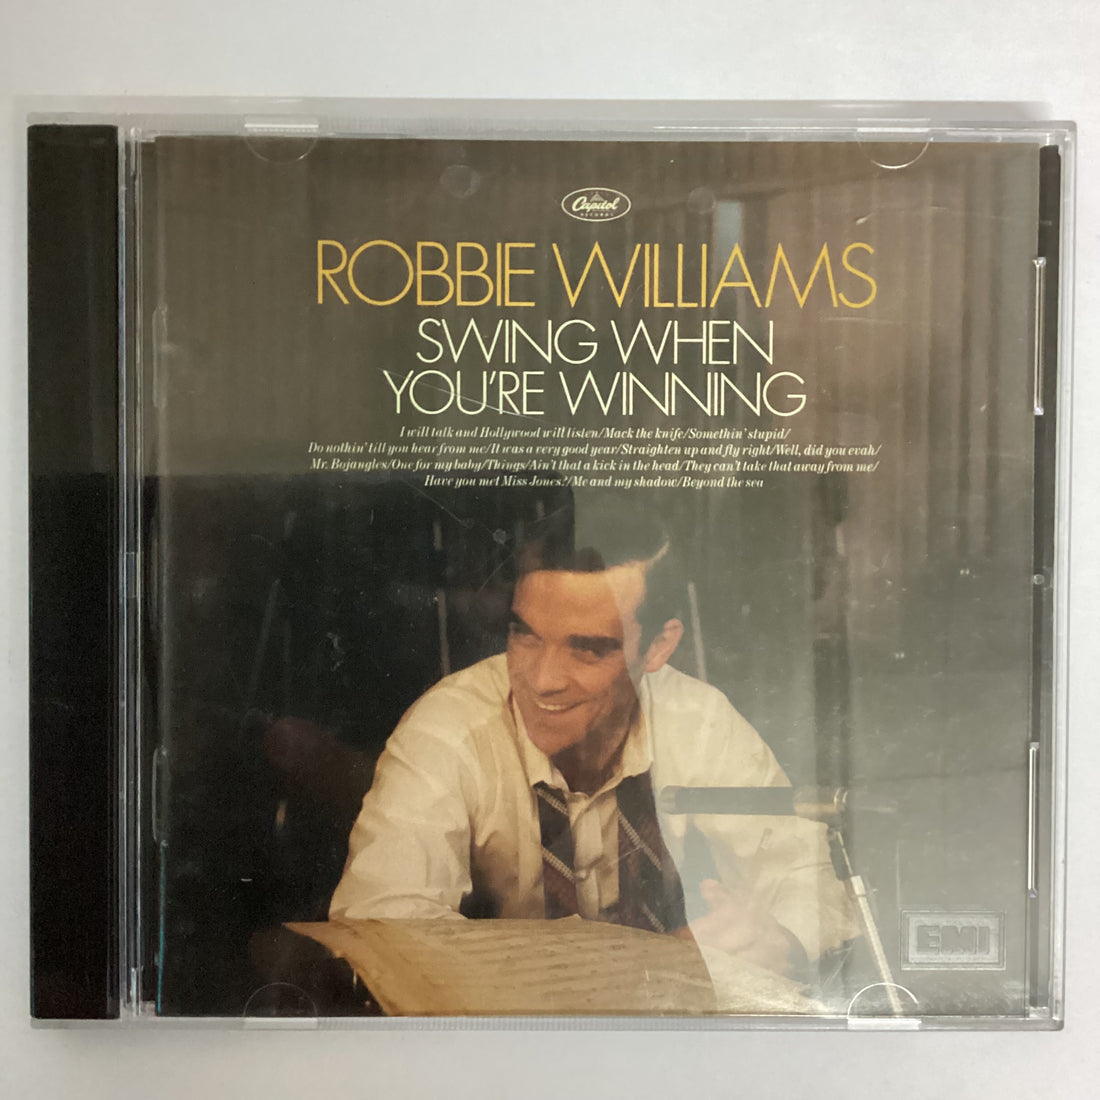 Capitol
RECORDS
ROBBIE WILLIAMS
SWING WHEN
YOU'RE WINNING
I will talk and Hollywood will listen/Mack the knife/Somethin' stupid/
Do nothin' till you hear from me/It was a very good year/Straighten up and fly right/Well, did you evah/
Mr. Bojangles/One for my baby/Things/Ain't that a kick in the head/They can't take that away from me/
Have you met Miss Jones?/Me and my shadow/Beyond the sea
EMI